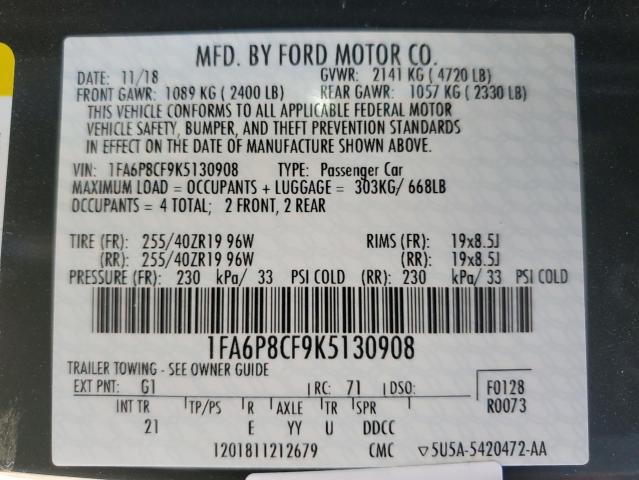 MFD. BY FORD MOTOR CO.
DATE: 11/18 GVWR: 2141 KG (4720 LB)
FRONT GAWR: 1089 KG (2400 LB) REAR GAWR: 1057 KG (2330 LB)
THIS VEHICLE CONFORMS TO ALL APPLICABLE FEDERAL MOTOR
VEHICLE SAFETY, BUMPER, AND THEFT PREVENTION STANDARDS
IN EFFECT ON THE DATE OF MANUFACTURE SHOWN ABOVE.
VIN: 1FA6P8CF9K5130908 TYPE: Passenger Car
MAXIMUM LOAD = OCCUPANTS + LUGGAGE = 303KG/ 668LB
OCCUPANTS = 4 TOTAL; 2 FRONT, 2 REAR
TIRE (FR): 255/40ZR19 96W RIMS (FR): 19x8.5J
(RR): 255/40ZR19 96W (RR): 19x8.5J
PRESSURE (FR): 230 kPa/ 33 PSI COLD (RR): 230 kPa/ 33 PSI COLD
1FA6P8CF9K5130908
TRAILER TOWING - SEE OWNER GUIDE
EXT PNT: G1 RC: 71 DSO: F0128
INT TR TP/PS R AXLE TR SPR R0073
21 E YY U DDCC
1201811212679 CMC ▽5U5A-5420472-AA